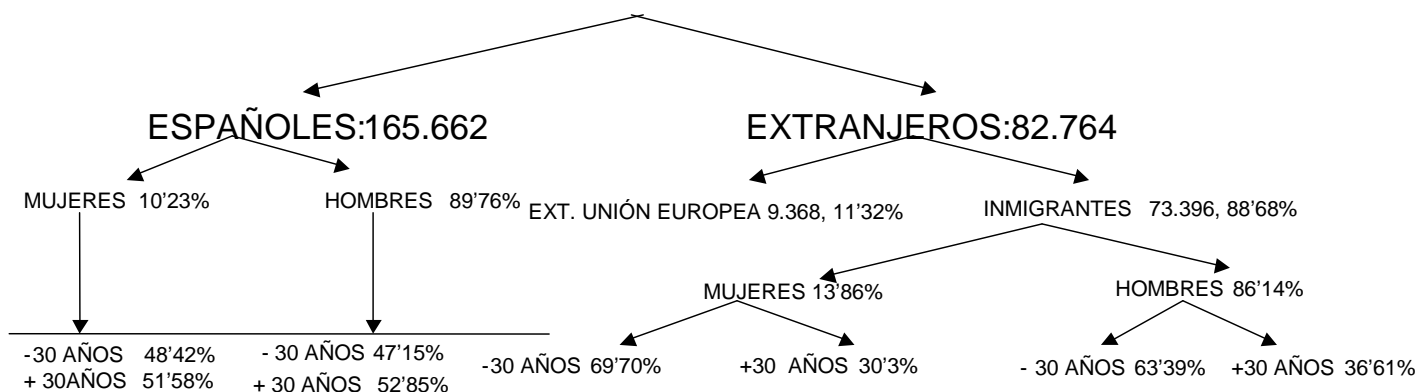 ESPAÑOLES:165.662 EXTRANJEROS:82.764
MUJERES 10’23% HOMBRES 89’76%
EXT. UNIÓN EUROPEA 9.368, 11’32% INMIGRANTES 73.396, 88’68%
MUJERES 13’86% HOMBRES 86’14%
-30 AÑOS 48’42% - 30 AÑOS 47’15% -30 AÑOS 69’70% +30 AÑOS 30’3% - 30 AÑOS 63’39% +30 AÑOS 36’61%
+ 30AÑOS 51’58% + 30 AÑOS 52’85%